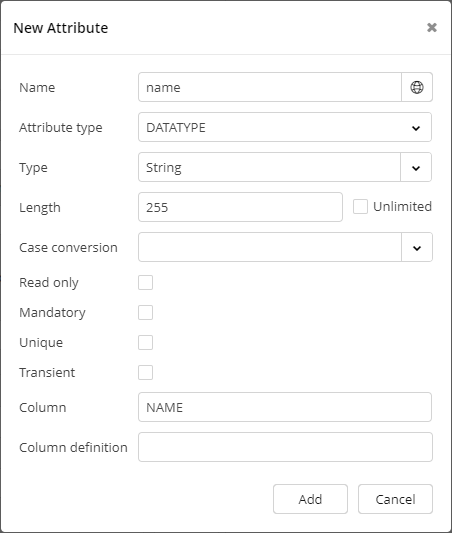 New Attribute
Name name
Attribute type DATATYPE
Type String
Length 255 Unlimited
Case conversion
Read only
Mandatory
Unique
Transient
Column NAME
Column definition
Add Cancel